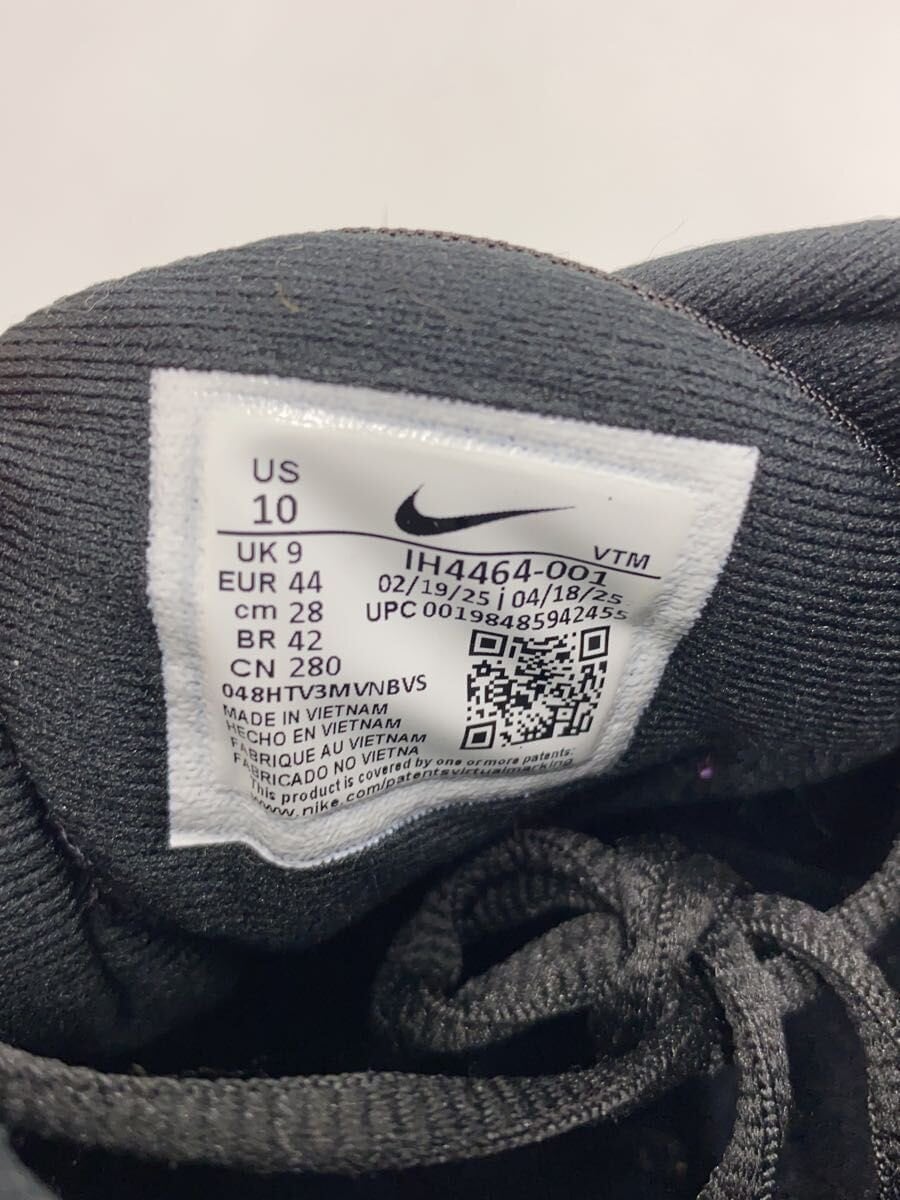 US
10
VTM
UK 9
IH4464-001
EUR 44
02/19/25 | 04/18/25
cm 28
UPC 00198485942455
BR 42
CN 280
048HTV3MVNBVS
MADE IN VIETNAM
HECHO EN VIETNAM
FABRIQUE AU VIETNAM
FABRICADO NO VIETNA
This product is covered by one or more patents:
www.nike.com/patentsvirtualmarking